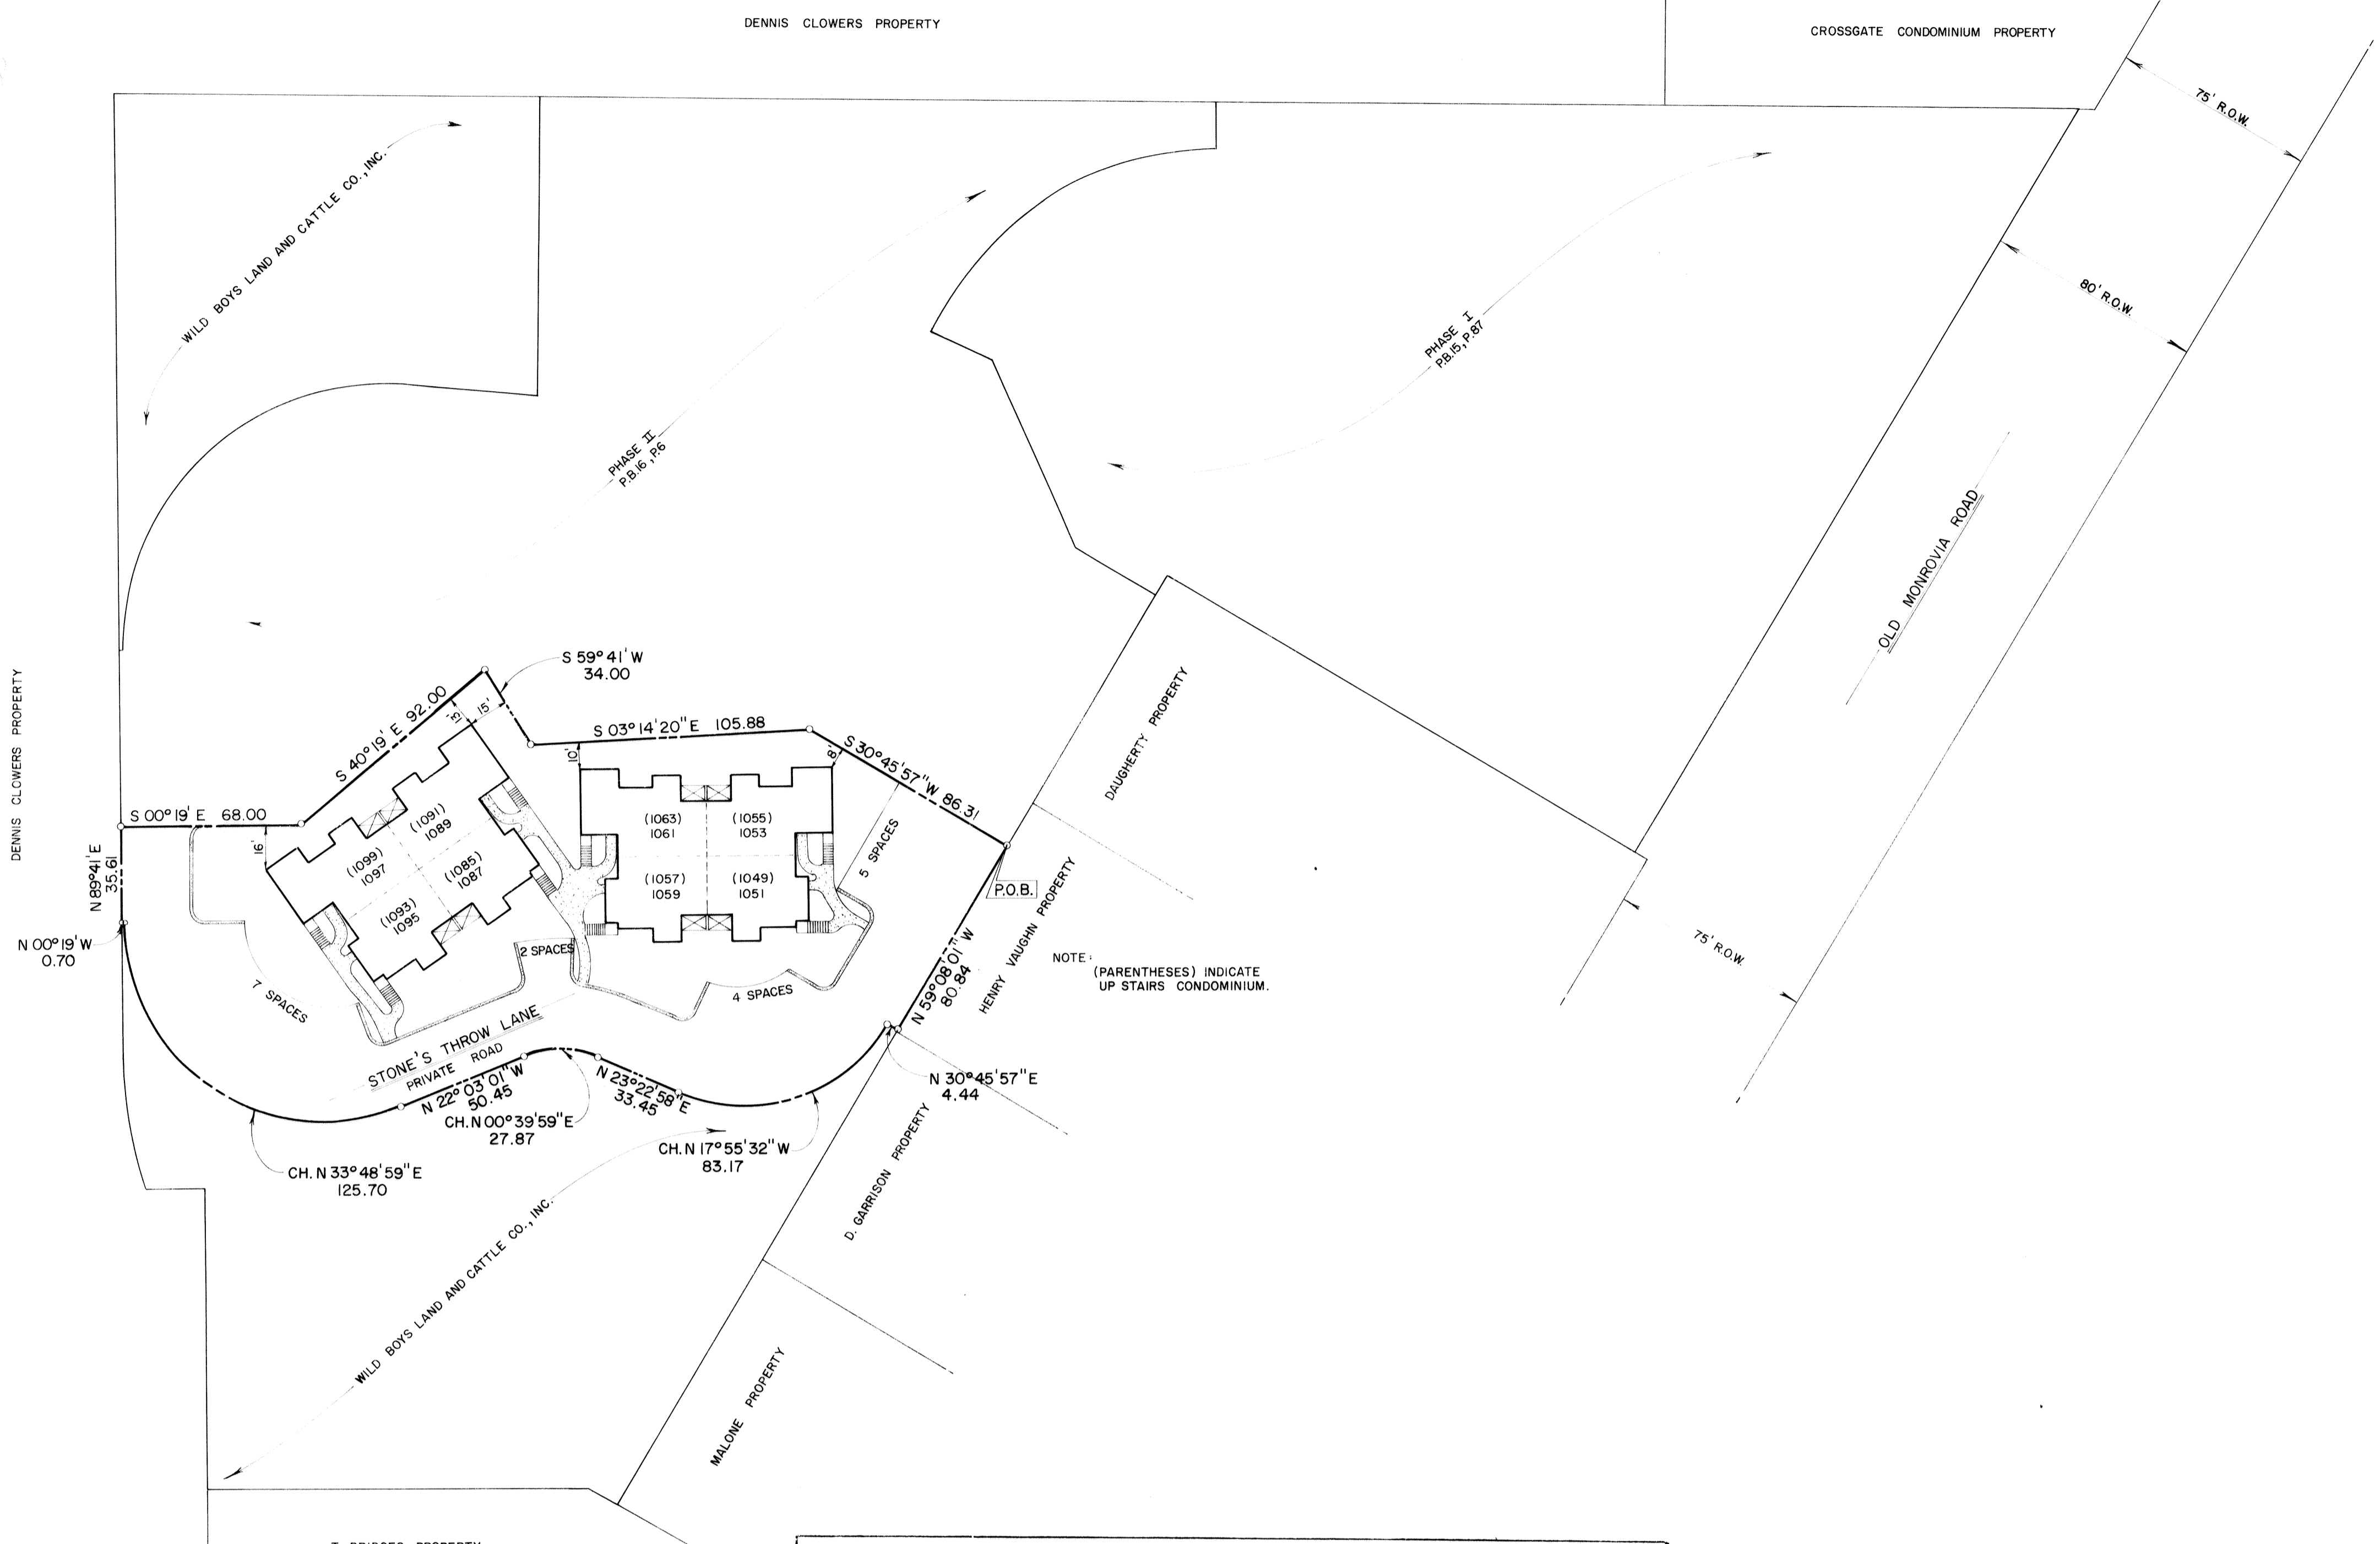 DENNIS CLOWERS PROPERTY
CROSSGATE CONDOMINIUM PROPERTY
75' R.O.W.
WILD BOYS LAND AND CATTLE CO., INC.
80' R.O.W.
PHASE I
P.B.15, P.87
PHASE II
P.B.16, P.6
OLD MONROVIA ROAD
DENNIS CLOWERS PROPERTY
S 59°41'W
34.00
S 40°19' E 92.00
15'
15'
S 03°14'20"E 105.88
10'
8'
S 30°45'57"W 86.31
DAUGHERTY PROPERTY
S 00°19' E 68.00
16'
N 89°41'E
35.61
N 00°19'W
0.70
(1091)
1089
(1099)
1097
(1085)
1087
(1093)
1095
(1063)
1061
(1055)
1053
(1057)
1059
(1049)
1051
5 SPACES
P.O.B.
HENRY VAUGHN PROPERTY
N 59°08'01"W
80.84
NOTE:
(PARENTHESES) INDICATE
UP STAIRS CONDOMINIUM.
75' R.O.W.
2 SPACES
7 SPACES
4 SPACES
STONE'S THROW LANE
PRIVATE ROAD
N 22°03'01"W
50.45
N 23°22'58"E
33.45
CH. N 00°39'59"E
27.87
N 30°45'57"E
4.44
CH. N 17°55'32"W
83.17
CH. N 33°48'59"E
125.70
D. GARRISON PROPERTY
WILD BOYS LAND AND CATTLE CO., INC.
MALONE PROPERTY